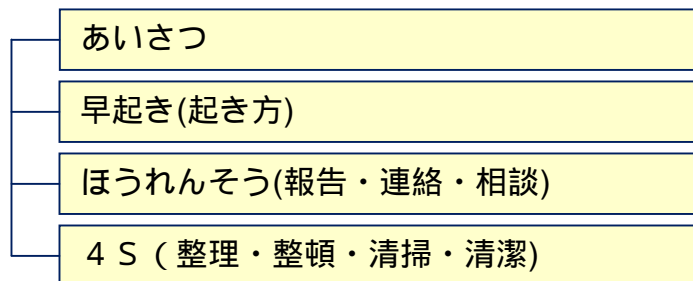 あいさつ
早起き(起き方)
ほうれんそう(報告・連絡・相談)
４Ｓ（整理・整頓・清掃・清潔)